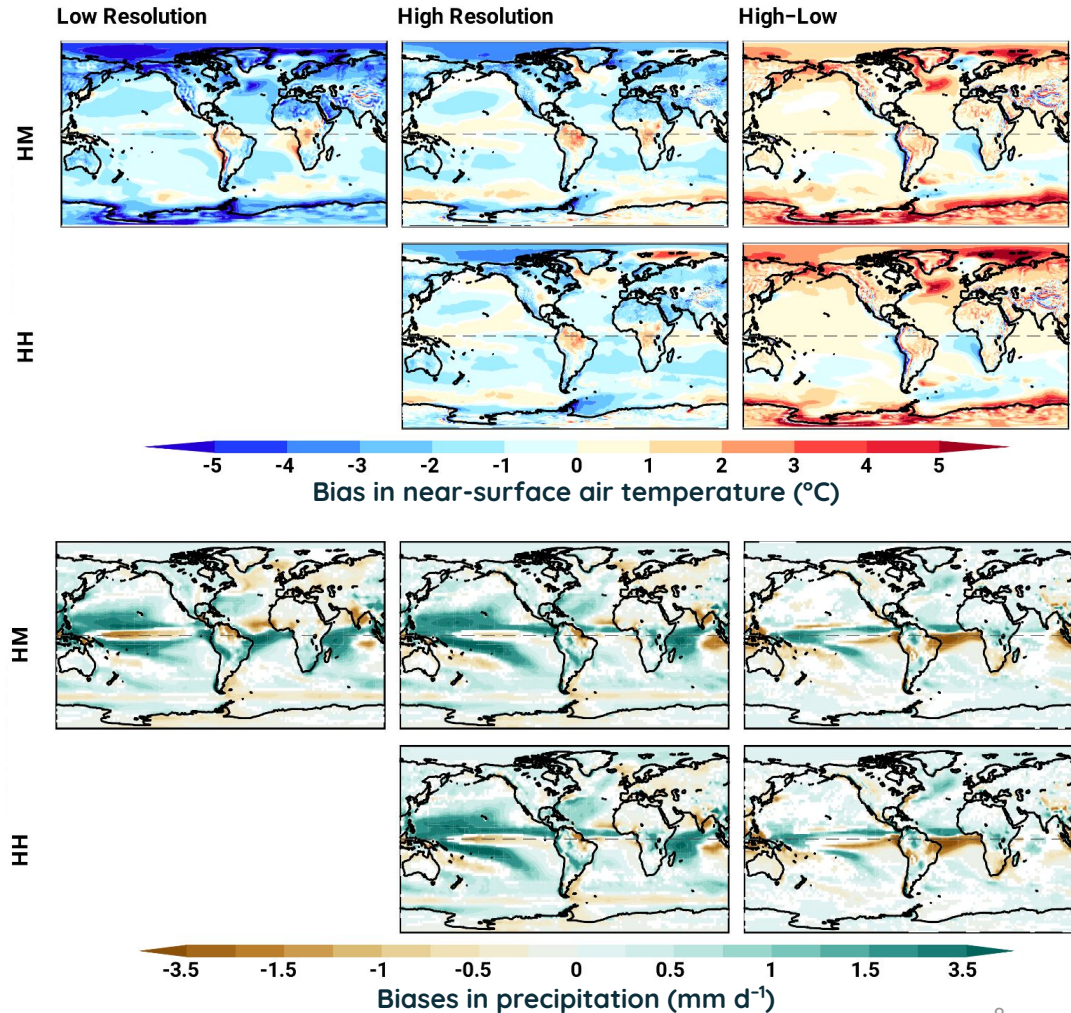 Low Resolution
High Resolution
High–Low
HM
HH
-5 -4 -3 -2 -1 0 1 2 3 4 5
Bias in near-surface air temperature (°C)
HM
HH
-3.5 -1.5 -1 -0.5 0 0.5 1 1.5 3.5
Biases in precipitation (mm d⁻¹)